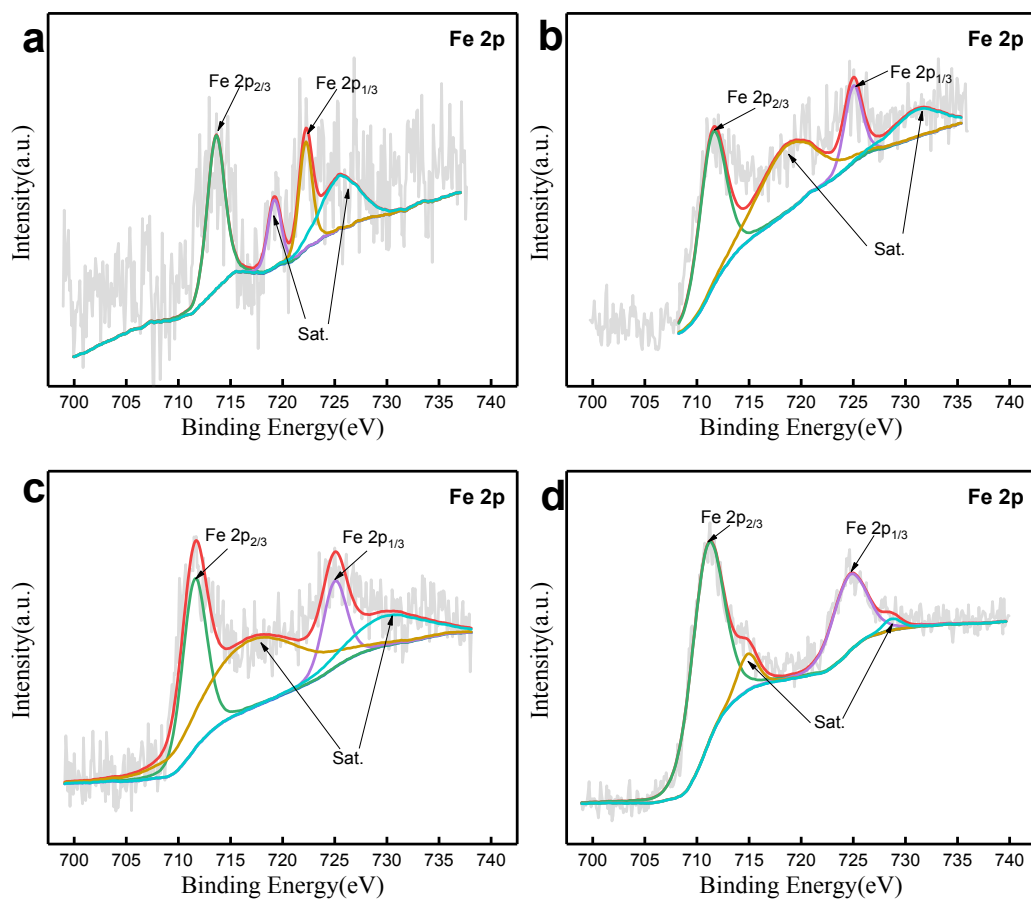 a
Fe 2p
Fe 2p2/3
Fe 2p1/3
Sat.
Intensity(a.u.)
700 705 710 715 720 725 730 735 740
Binding Energy(eV)
b
Fe 2p
Fe 2p2/3
Fe 2p1/3
Sat.
Intensity(a.u.)
700 705 710 715 720 725 730 735 740
Binding Energy(eV)
c
Fe 2p
Fe 2p2/3
Fe 2p1/3
Sat.
Intensity(a.u.)
700 705 710 715 720 725 730 735 740
Binding Energy(eV)
d
Fe 2p
Fe 2p2/3
Fe 2p1/3
Sat.
Intensity(a.u.)
700 705 710 715 720 725 730 735 740
Binding Energy(eV)